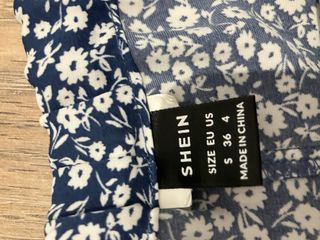 SHEIN
SIZE EU US
S 36 4
MADE IN CHINA